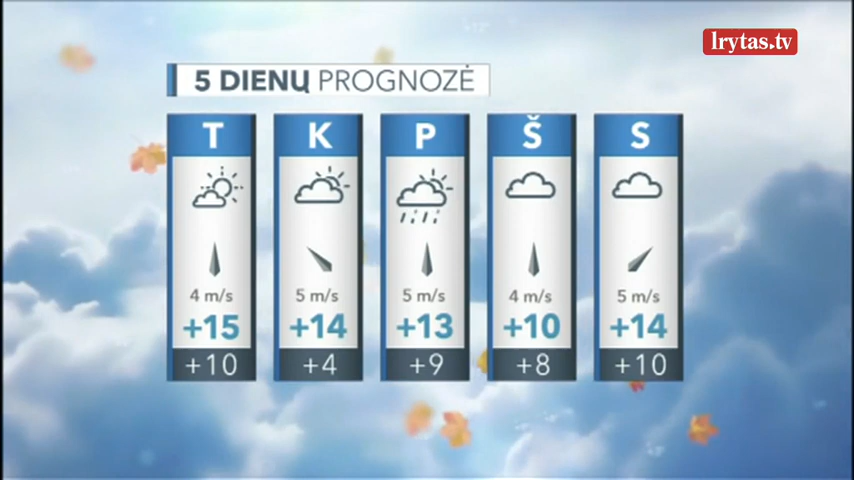 lrytas.tv
5 DIENŲ PROGNOZĖ
T K P Š S
4 m/s 5 m/s 5 m/s 4 m/s 5 m/s
+15 +14 +13 +10 +14
+10 +4 +9 +8 +10